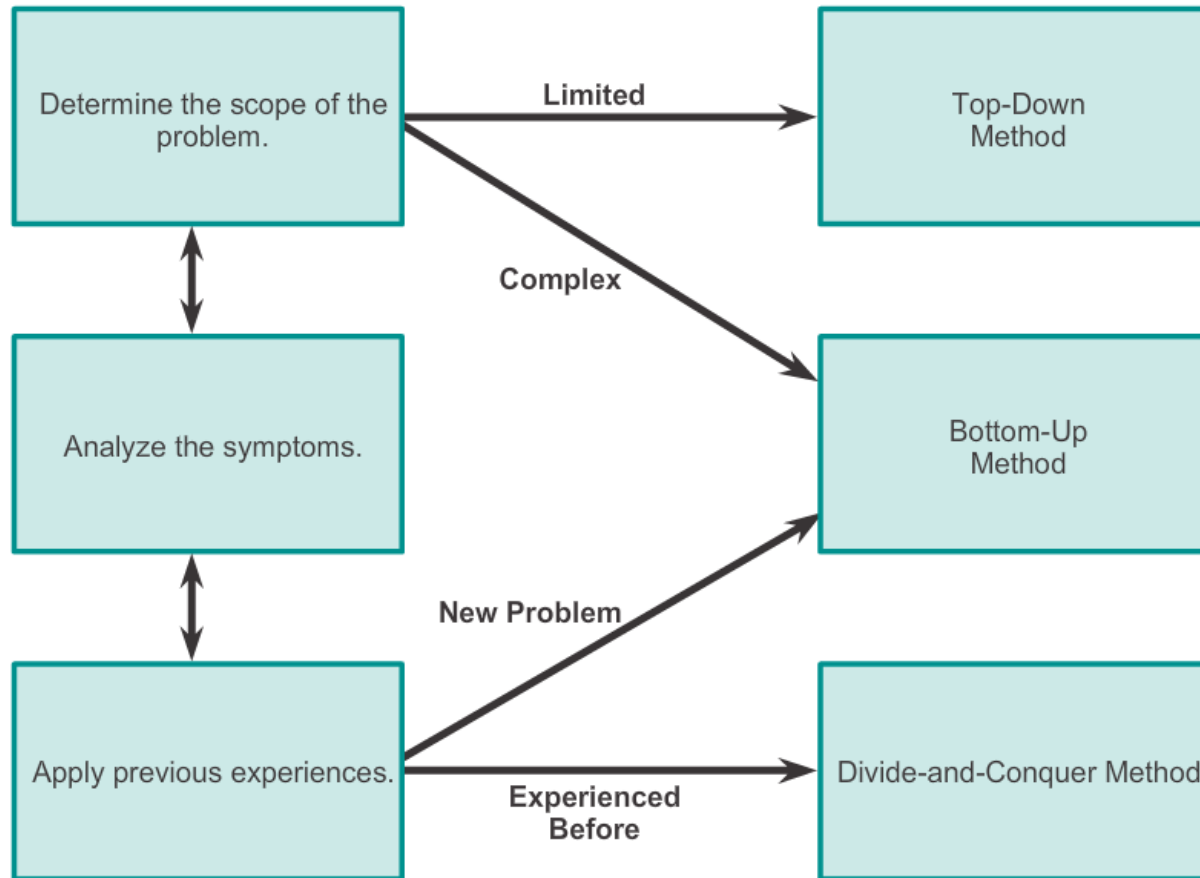 Determine the scope of the
problem.
Limited
Top-Down
Method
Complex
Analyze the symptoms.
Bottom-Up
Method
New Problem
Apply previous experiences.
Experienced
Before
Divide-and-Conquer Method